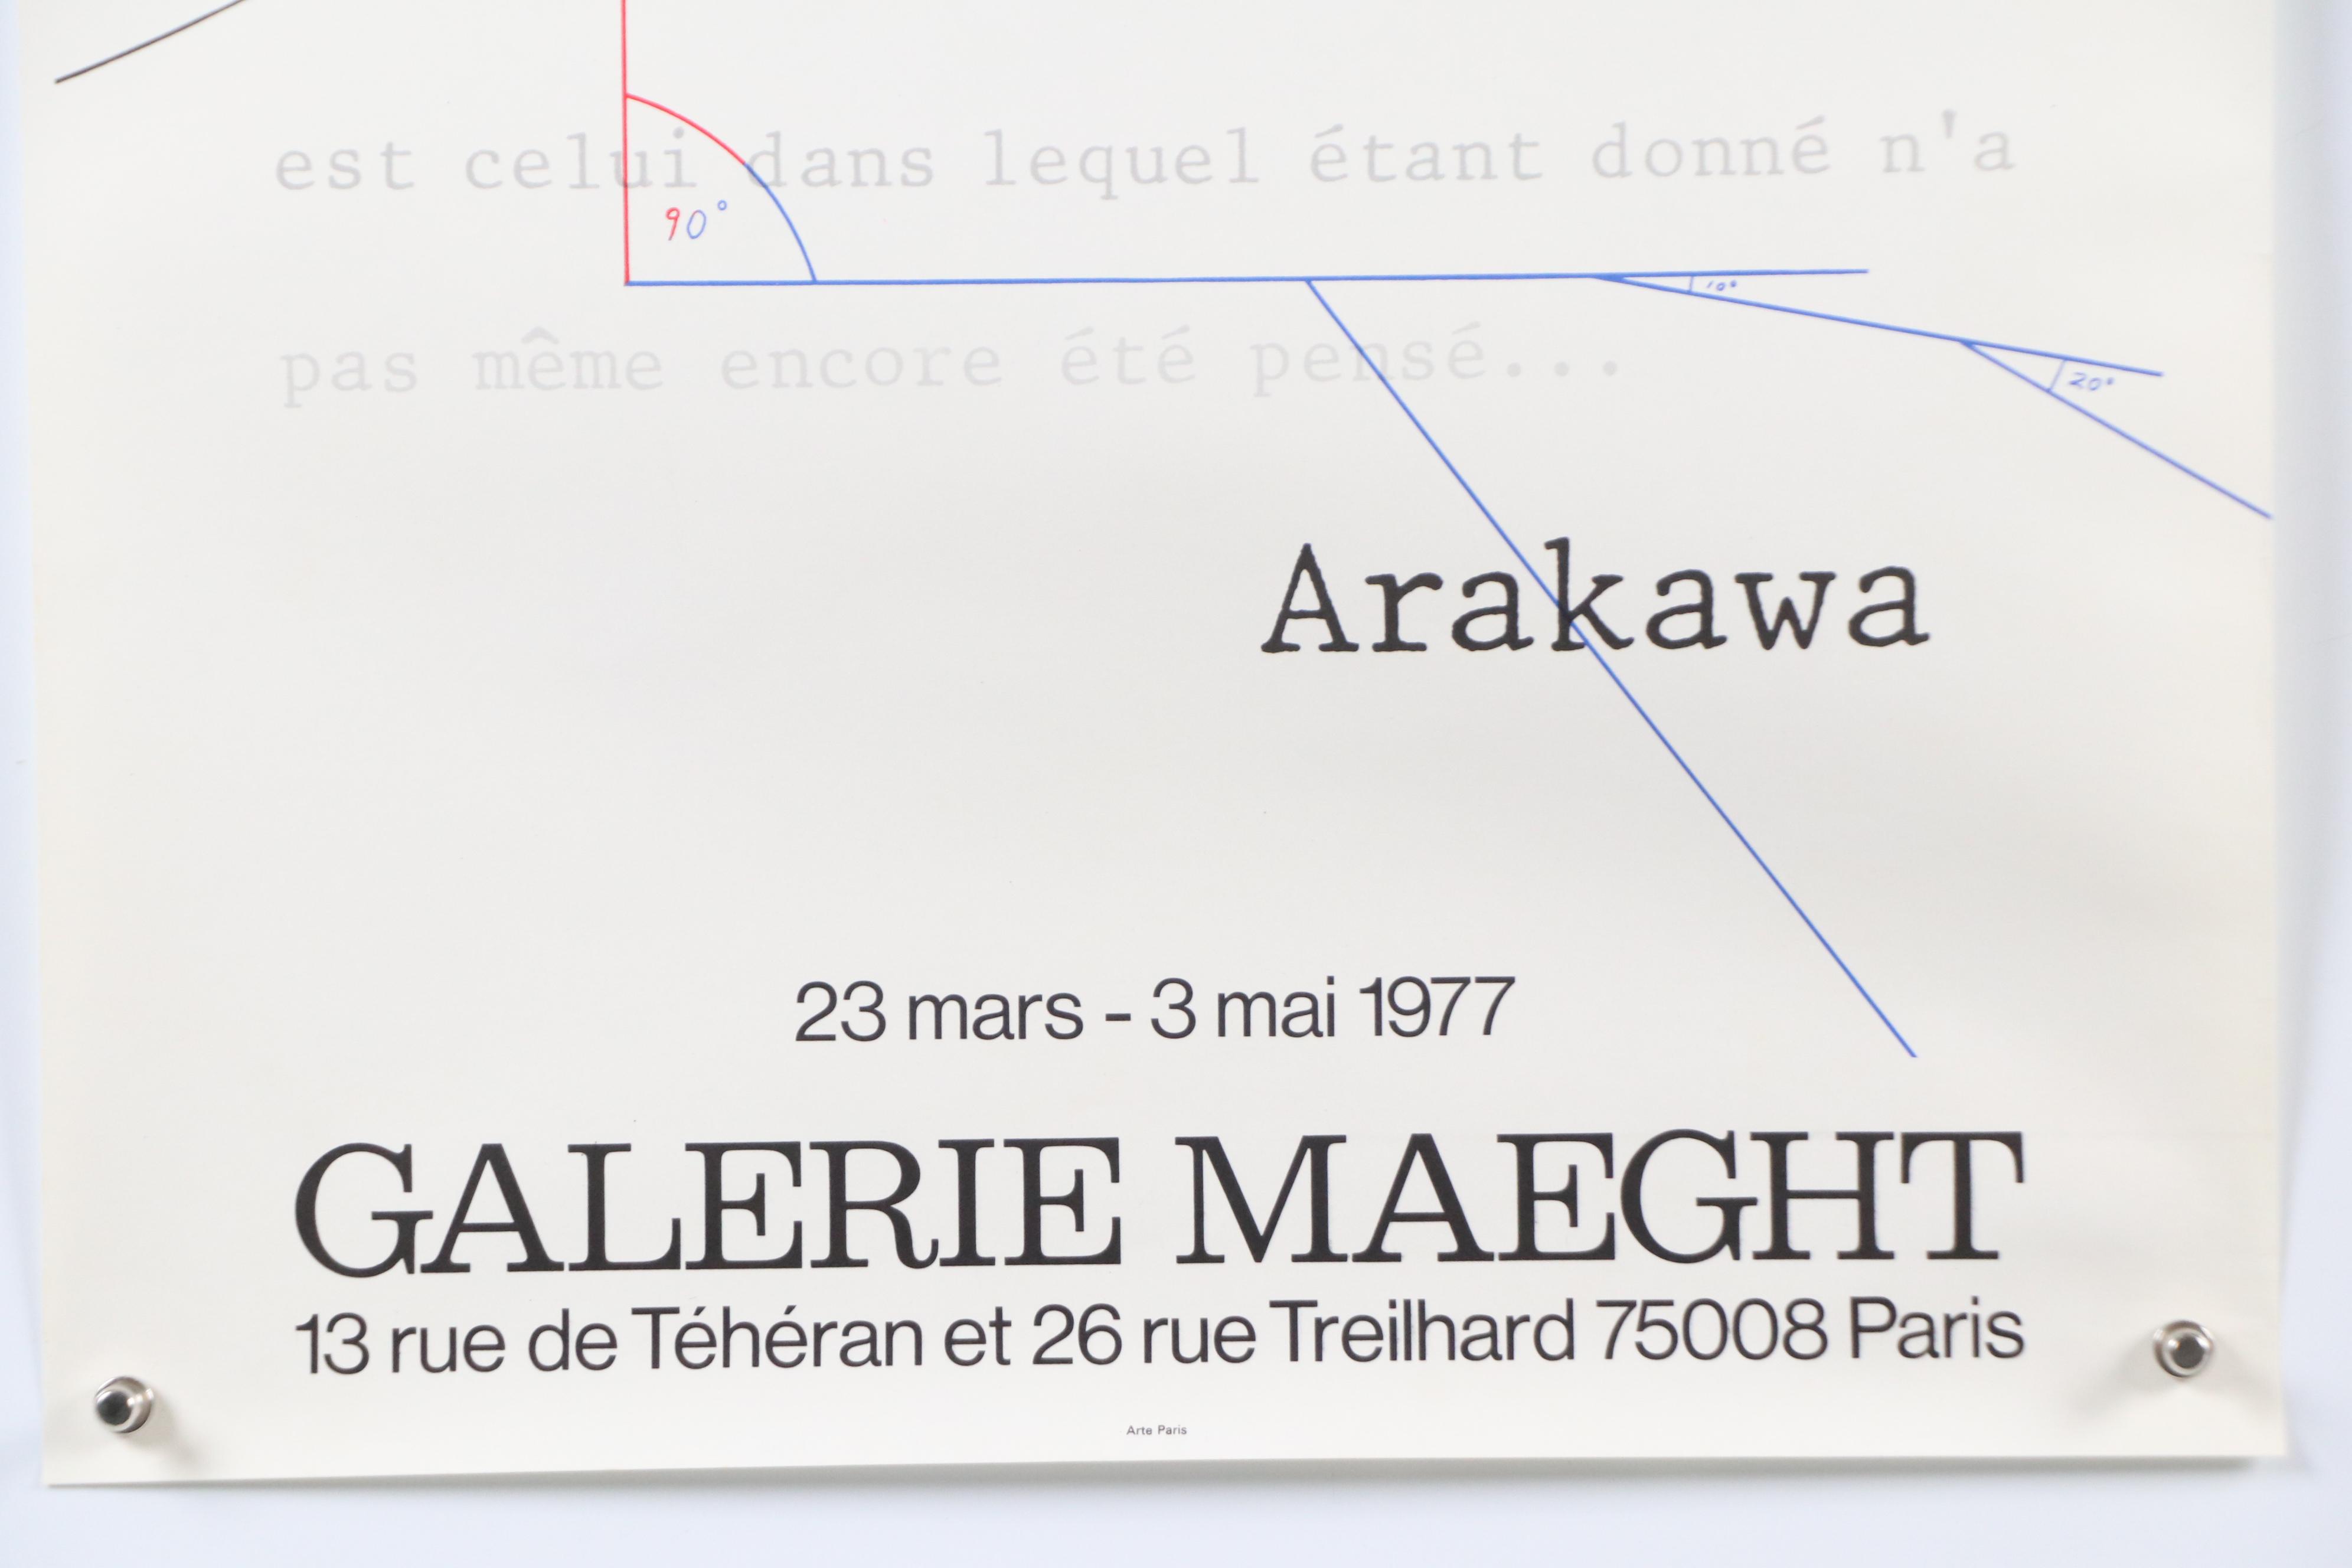 est celui dans lequel étant donné n'a
90°
10°
pas même encore été pensé...
20°
Arakawa
23 mars - 3 mai 1977
GALERIE MAEGHT
13 rue de Téhéran et 26 rue Treilhard 75008 Paris
Arte Paris